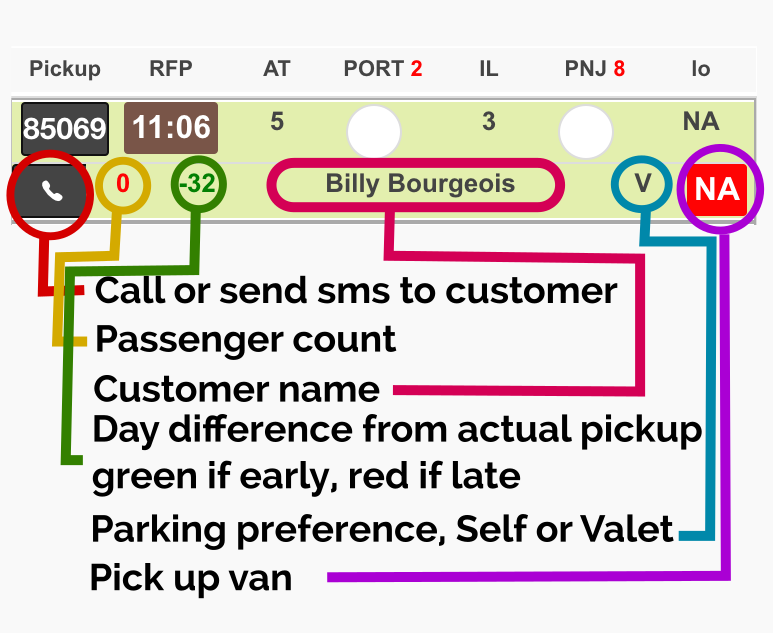 Pickup RFP AT PORT 2 IL PNJ 8 Io
85069 11:06 5 3 NA
0 -32 Billy Bourgeois V NA
Call or send sms to customer
Passenger count
Customer name
Day difference from actual pickup
green if early, red if late
Parking preference, Self or Valet
Pick up van